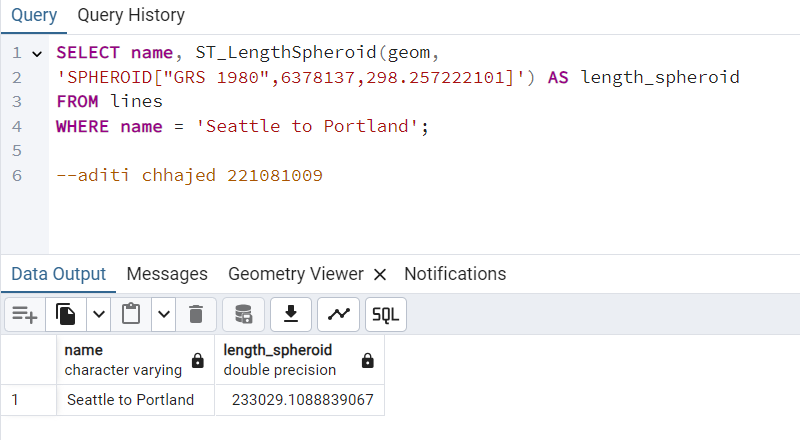 Query Query History
1 SELECT name, ST_LengthSpheroid(geom,
2 'SPHEROID["GRS 1980",6378137,298.257222101]') AS length_spheroid
3 FROM lines
4 WHERE name = 'Seattle to Portland';
5
6 --aditi chhajed 221081009
Data Output Messages Geometry Viewer Notifications
SQL
name length_spheroid
character varying double precision
1 Seattle to Portland 233029.1088839067